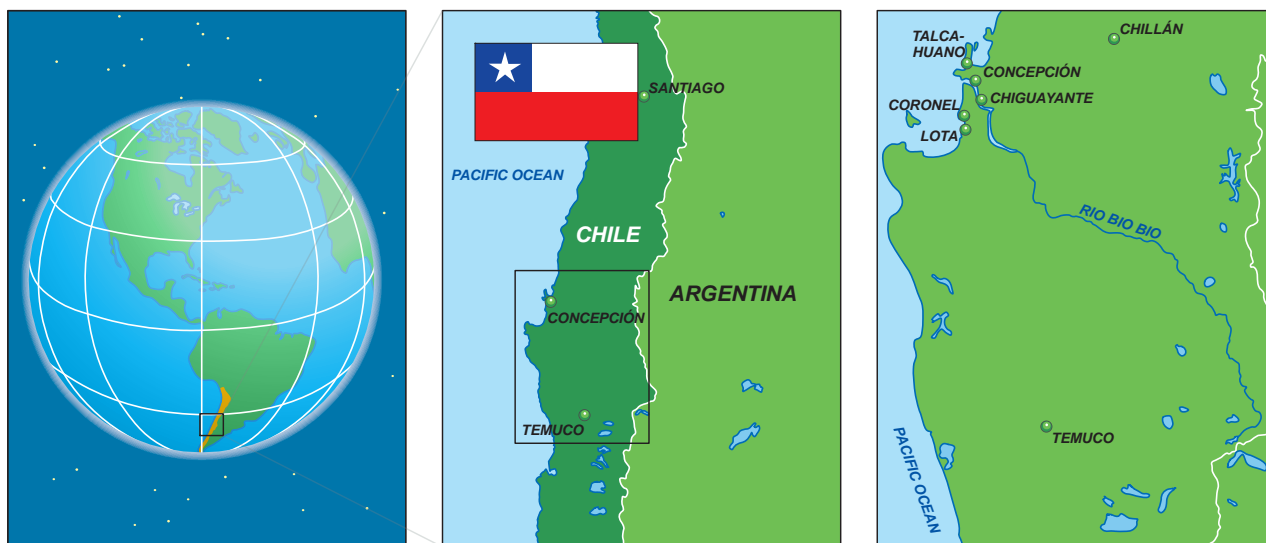 SANTIAGO
PACIFIC OCEAN
CHILE
ARGENTINA
CONCEPCIÓN
TEMUCO
TALCA-
HUANO
CHILLÁN
CONCEPCIÓN
CHIGUAYANTE
CORONEL
LOTA
RIO BIO BIO
TEMUCO
PACIFIC OCEAN